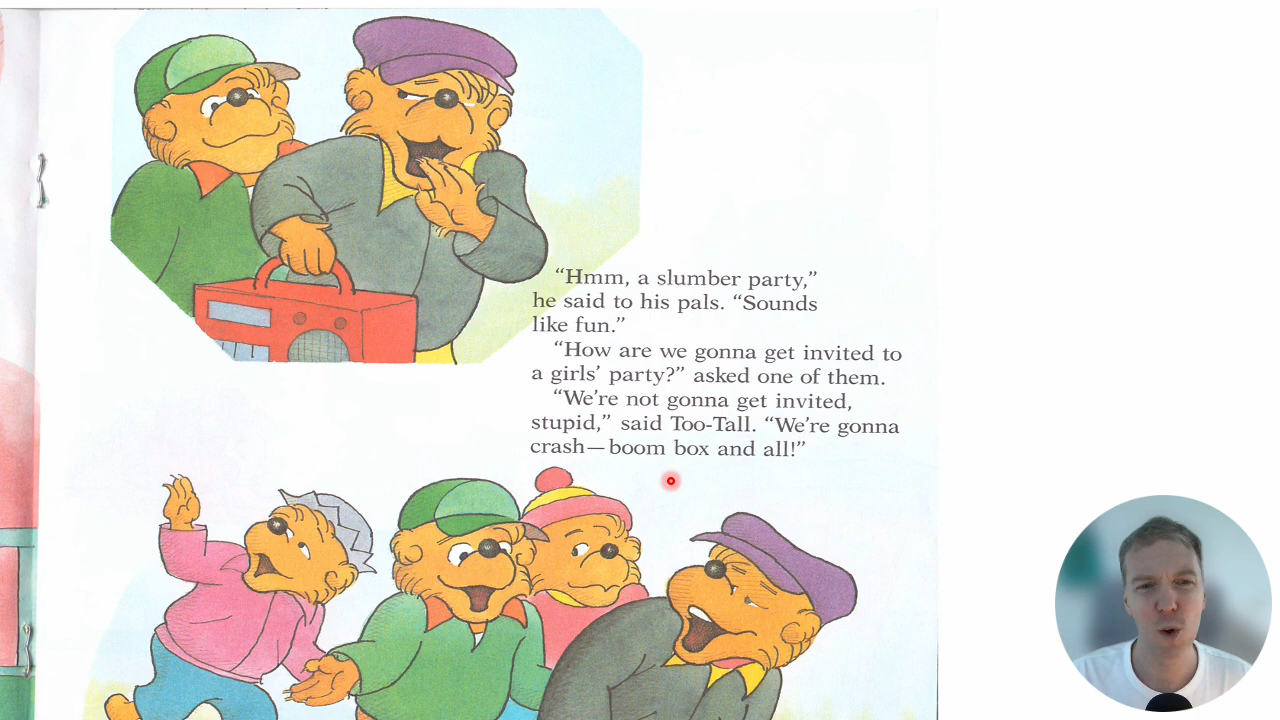 “Hmm, a slumber party,”
he said to his pals. “Sounds
like fun.”
“How are we gonna get invited to
a girls’ party?” asked one of them.
“We’re not gonna get invited,
stupid,” said Too-Tall. “We’re gonna
crash—boom box and all!”